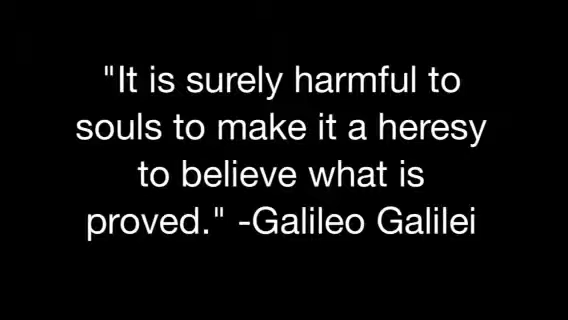 "It is surely harmful to
souls to make it a heresy
to believe what is
proved." -Galileo Galilei